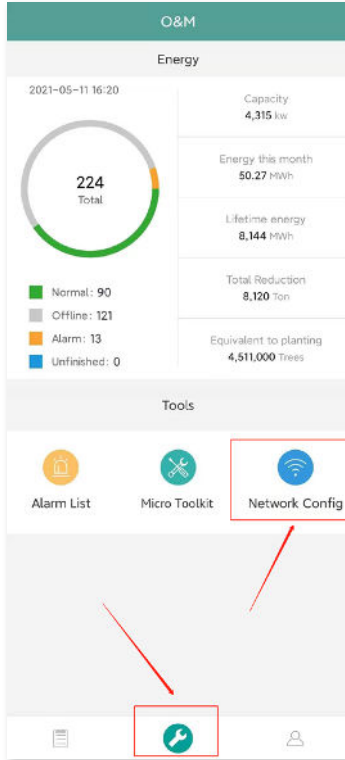 O&M
Energy
2021-05-11 16:20
224
Total
Normal: 90
Offline: 121
Alarm: 13
Unfinished: 0
Capacity
4,315 kw
Energy this month
50.27 MWh
Lifetime energy
8,144 MWh
Total Reduction
8,120 Ton
Equivalent to planting
4,511,000 Trees
Tools
Alarm List
Micro Toolkit
Network Config